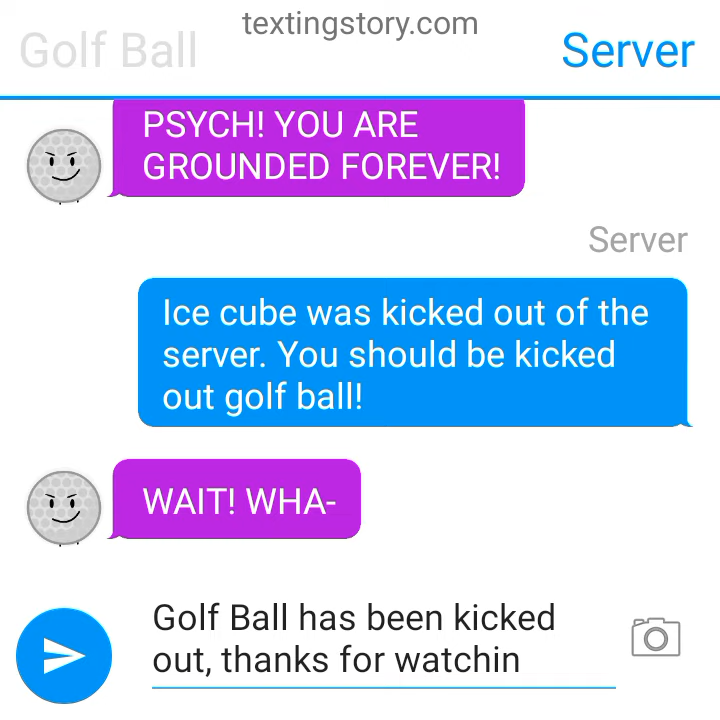 textingstory.com
Golf Ball
Server
PSYCH! YOU ARE
GROUNDED FOREVER!
Server
Ice cube was kicked out of the
server. You should be kicked
out golf ball!
WAIT! WHA-
Golf Ball has been kicked
out, thanks for watchin